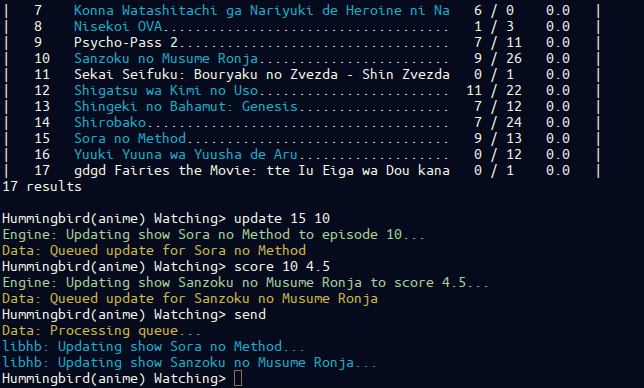 |   7    Konna Watashitachi ga Nariyuki de Heroine ni Na   6 / 0    0.0   |
|   8    Nisekoi OVA....................................   1 / 3    0.0   |
|   9    Psycho-Pass 2..................................   7 / 11   0.0   |
|   10   Sanzoku no Musume Ronja........................   9 / 26   0.0   |
|   11   Sekai Seifuku: Bouryaku no Zvezda - Shin Zvezda   0 / 1    0.0   |
|   12   Shigatsu wa Kimi no Uso........................  11 / 22   0.0   |
|   13   Shingeki no Bahamut: Genesis...................   7 / 12   0.0   |
|   14   Shirobako......................................   7 / 24   0.0   |
|   15   Sora no Method.................................   9 / 13   0.0   |
|   16   Yuuki Yuuna wa Yuusha de Aru...................   0 / 12   0.0   |
|   17   gdgd Fairies the Movie: tte Iu Eiga wa Dou kana   0 / 1    0.0   |
17 results
Hummingbird(anime) Watching> update 15 10
Engine: Updating show Sora no Method to episode 10...
Data: Queued update for Sora no Method
Hummingbird(anime) Watching> score 10 4.5
Engine: Updating show Sanzoku no Musume Ronja to score 4.5...
Data: Queued update for Sanzoku no Musume Ronja
Hummingbird(anime) Watching> send
Data: Processing queue...
libhb: Updating show Sora no Method...
libhb: Updating show Sanzoku no Musume Ronja...
Hummingbird(anime) Watching>